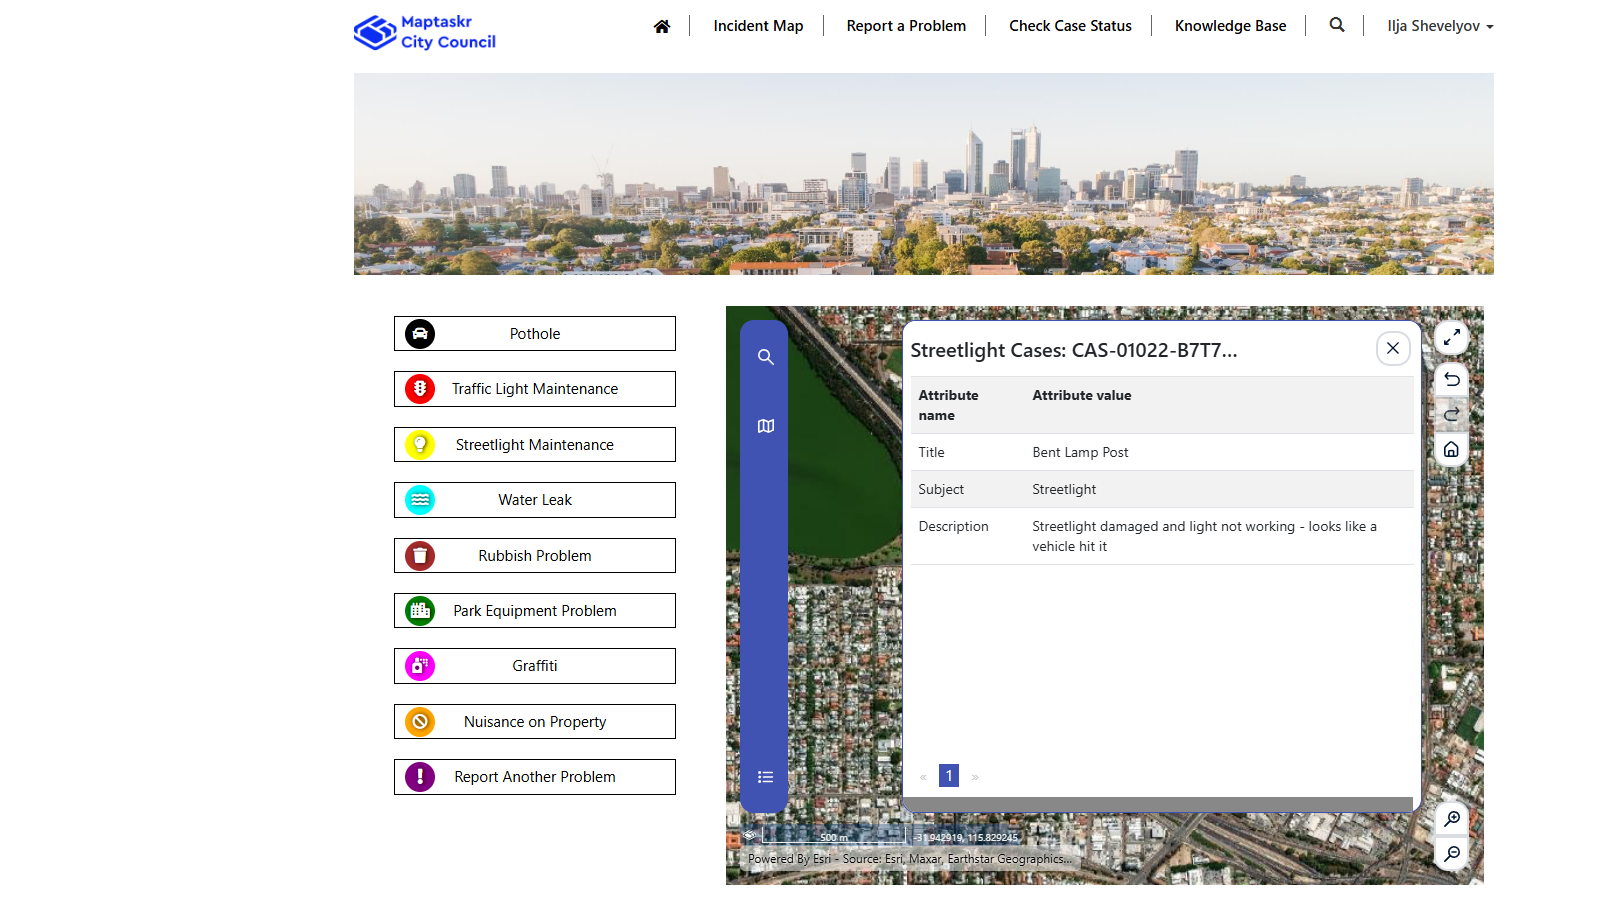 Maptaskr
City Council
Incident Map
Report a Problem
Check Case Status
Knowledge Base
Ilja Shevelyov
Pothole
Traffic Light Maintenance
Streetlight Maintenance
Water Leak
Rubbish Problem
Park Equipment Problem
Graffiti
Nuisance on Property
Report Another Problem
Streetlight Cases: CAS-01022-B7T7...
Attribute name
Attribute value
Title
Bent Lamp Post
Subject
Streetlight
Description
Streetlight damaged and light not working - looks like a
vehicle hit it
« 1 »
500 m
-31.942919, 115.829245
Powered By Esri - Source: Esri, Maxar, Earthstar Geographics...